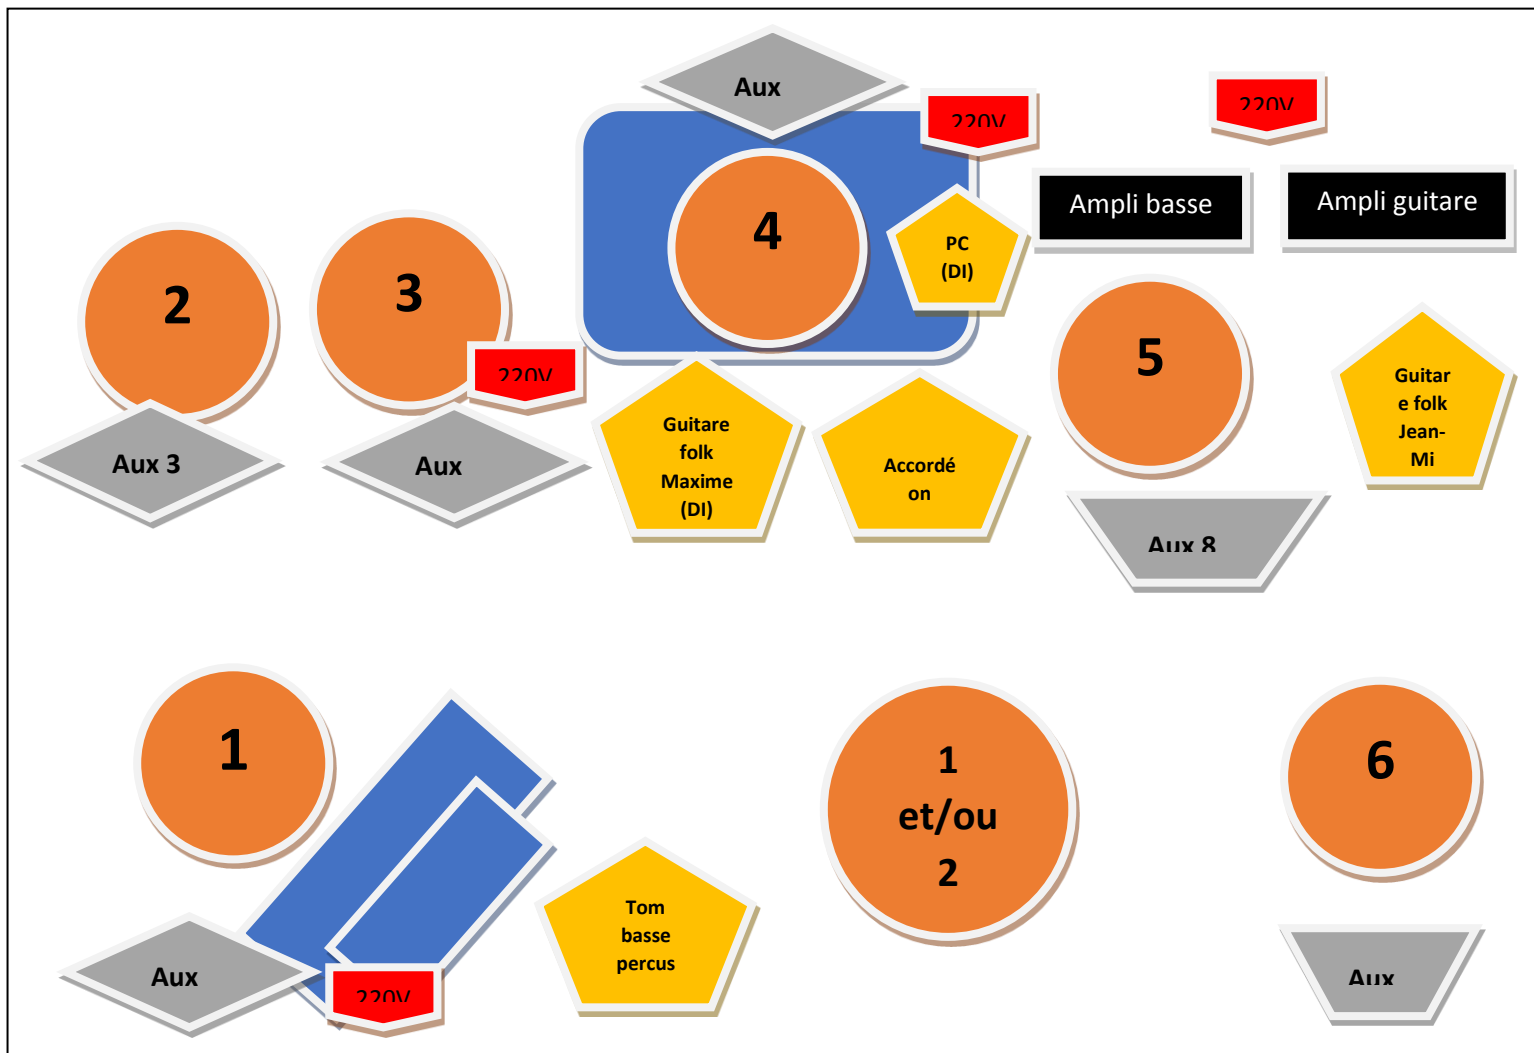 Aux
220V
220V
Ampli basse
Ampli guitare
4
PC
(DI)
2
3
5
220V
Guitar
e folk
Jean-
Mi
Guitare
folk
Maxime
(DI)
Accordé
on
Aux 3
Aux
Aux 8
1
1
et/ou
2
6
Tom
basse
percus
Aux
220V
Aux